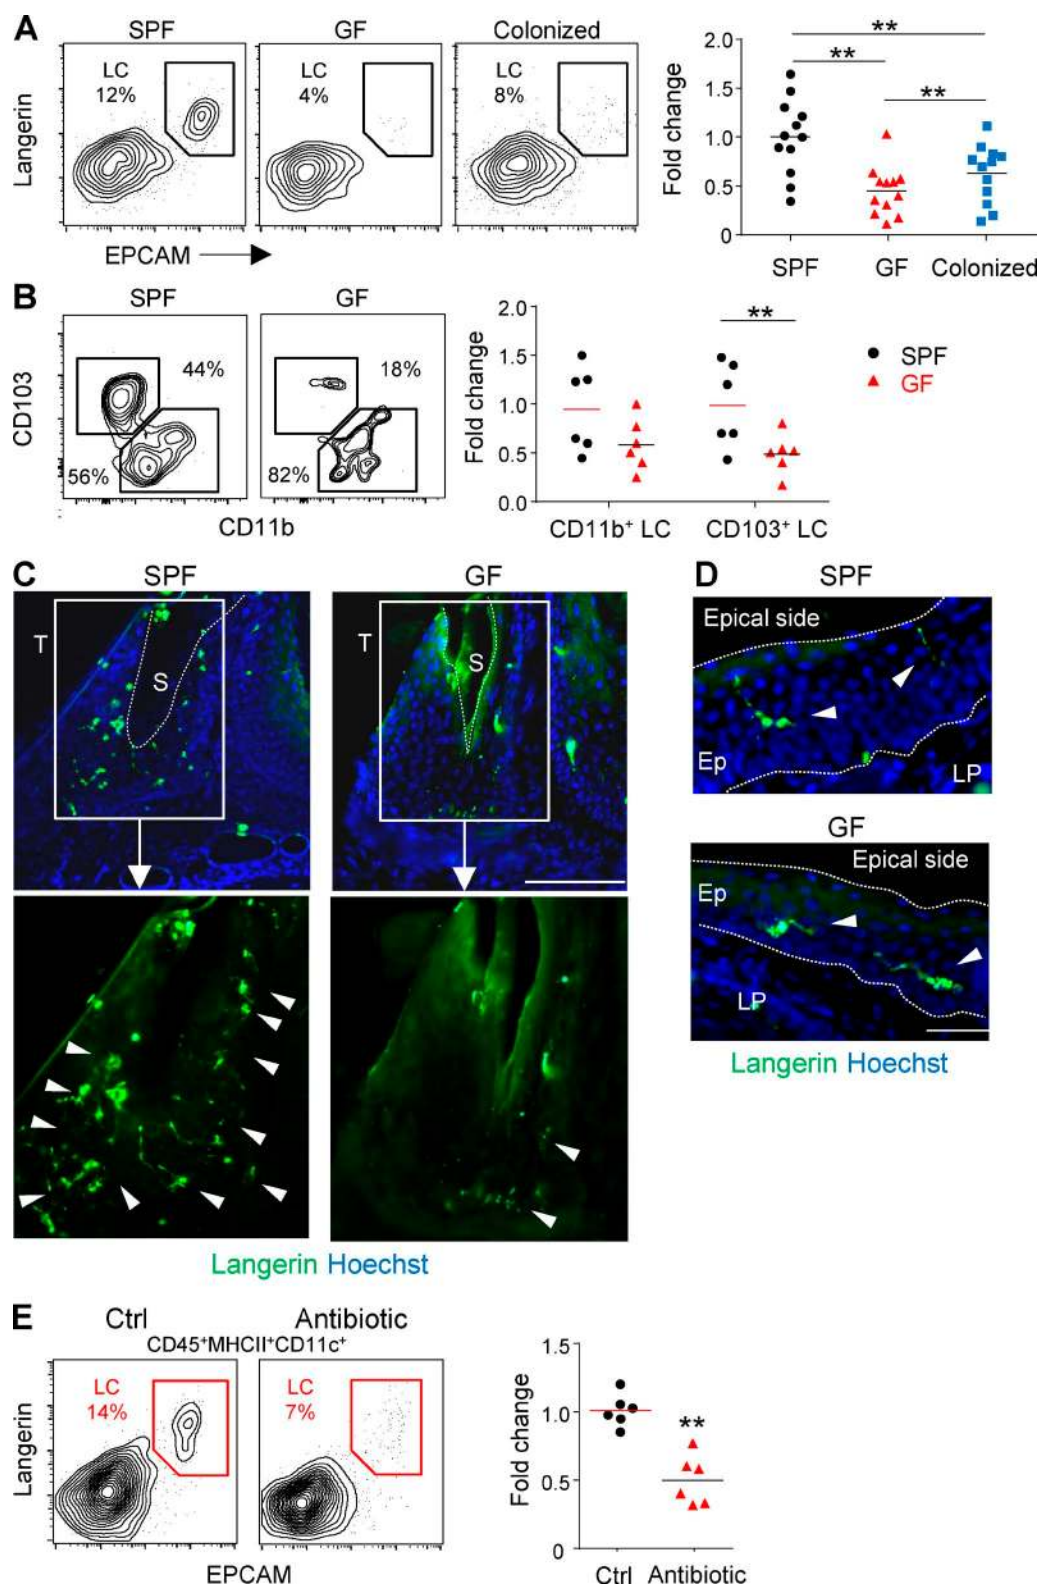 A
SPF
GF
Colonized
LC
12%
LC
4%
LC
8%
Langerin
EPCAM
**
**
**
Fold change
2.0
1.5
1.0
0.5
0
SPF
GF
Colonized
B
SPF
GF
44%
56%
18%
82%
CD103
CD11b
Fold change
2.0
1.5
1.0
0.5
0.0
**
CD11b⁺ LC
CD103⁺ LC
SPF
GF
C
SPF
GF
T
S
T
S
Langerin Hoechst
D
SPF
Epical side
Ep
LP
GF
Epical side
Ep
LP
Langerin Hoechst
E
Ctrl
Antibiotic
CD45⁺MHCII⁺CD11c⁺
LC
14%
LC
7%
Langerin
EPCAM
Fold change
1.5
1.0
0.5
0
**
Ctrl
Antibiotic